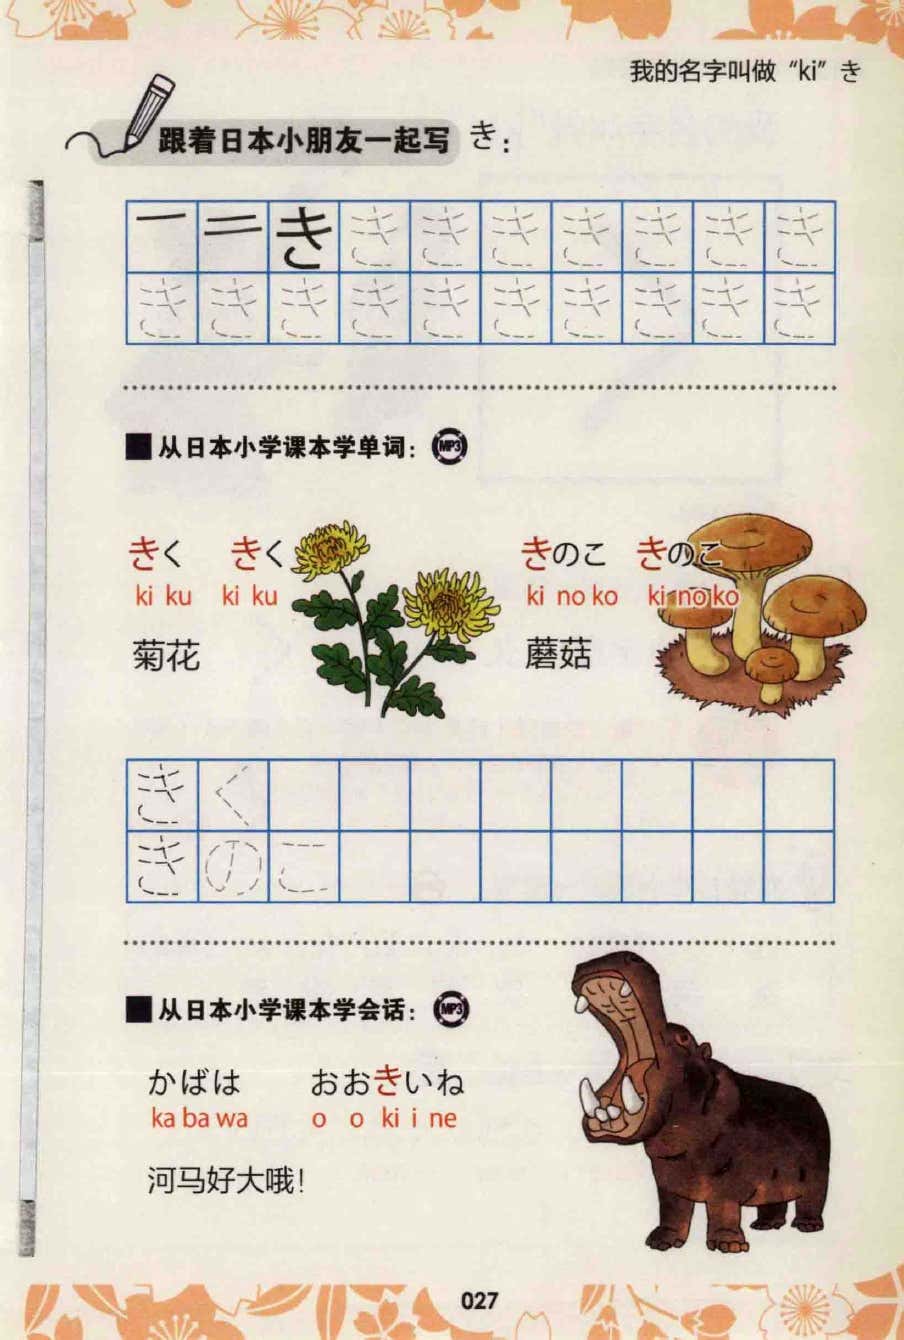 我的名字叫做“ki”き
跟着日本小朋友一起写 き：
一 二 き き き き き き き き
き き き き き き き き き き
■从日本小学课本学单词：MP3
きく きく きのこ きのこ
ki ku ki ku ki no ko ki no ko
菊花 蘑菇
き く
き の こ
■从日本小学课本学会话：MP3
かばは おおきいね
ka ba wa o o ki i ne
河马好大哦！
027